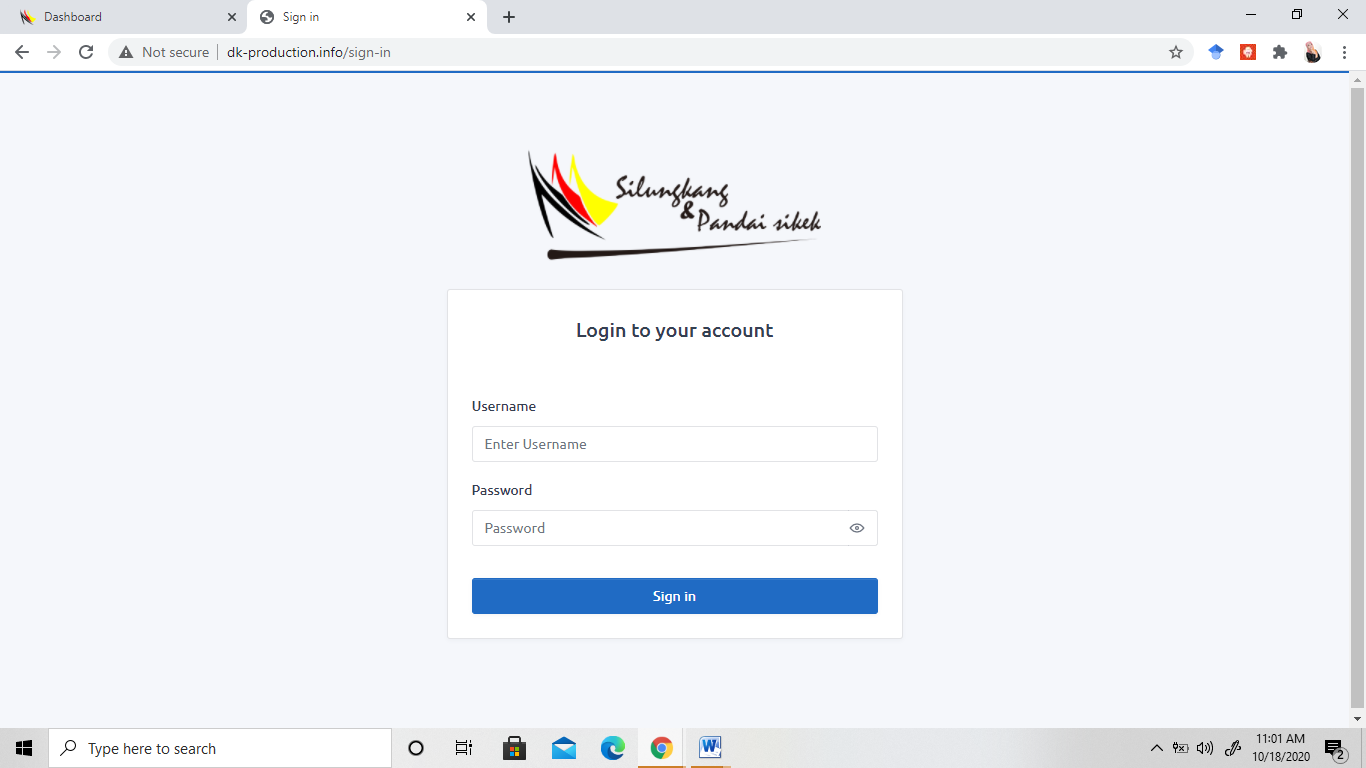 Dashboard
Sign in
Not secure
dk-production.info/sign-in
Silungkang
&
Pandai sikek
Login to your account
Username
Enter Username
Password
Password
Sign in
Type here to search
11:01 AM
10/18/2020
2